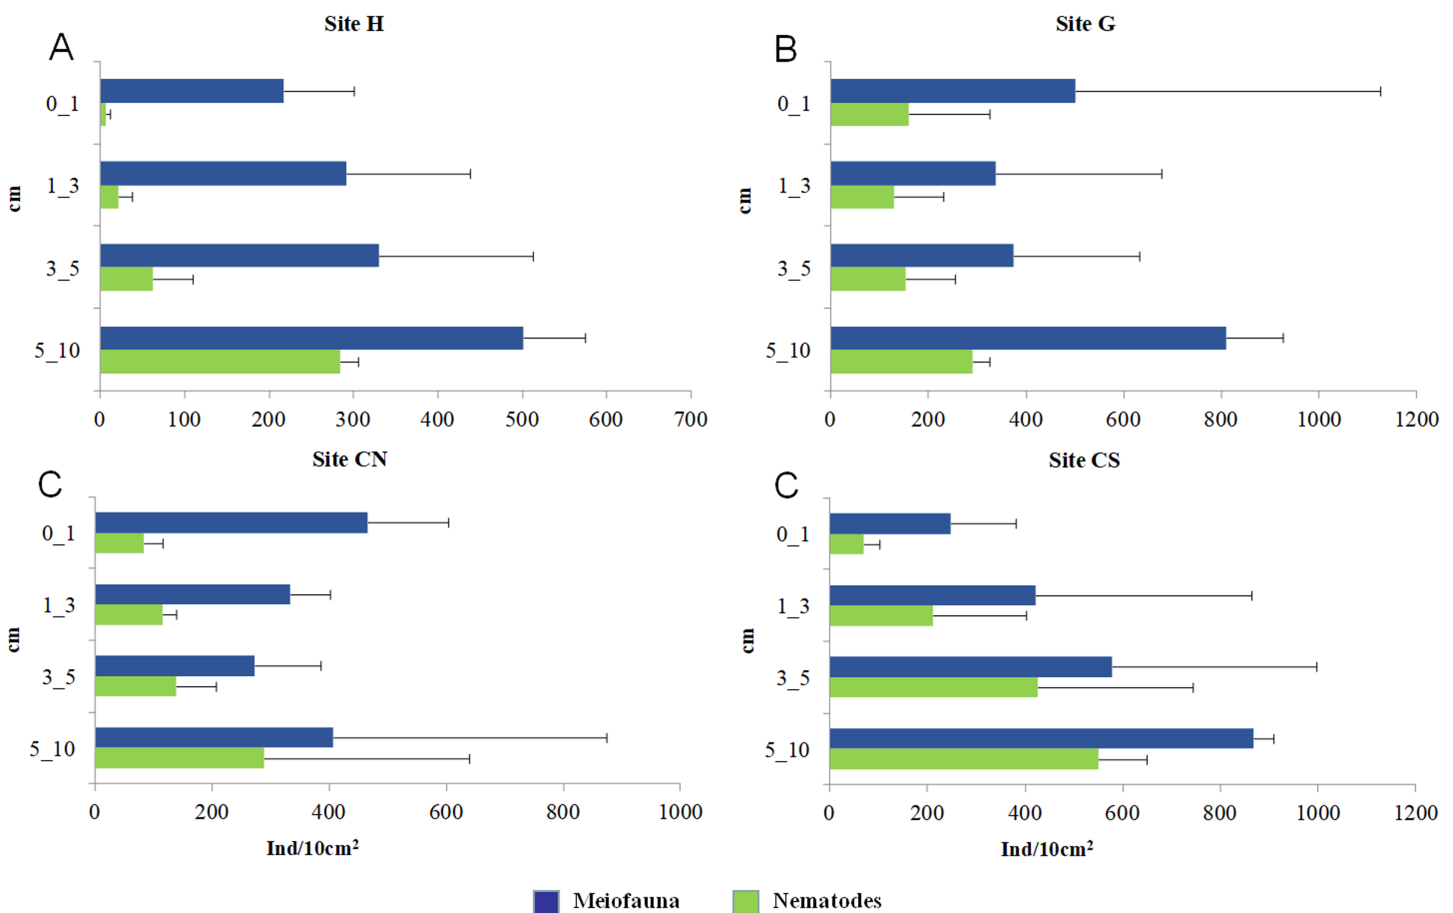 Site H
A
0_1
1_3
3_5
5_10
cm
0 100 200 300 400 500 600 700
Site G
B
0_1
1_3
3_5
5_10
cm
0 200 400 600 800 1000 1200
Site CN
C
0_1
1_3
3_5
5_10
cm
0 200 400 600 800 1000
Ind/10cm²
Site CS
C
0_1
1_3
3_5
5_10
cm
0 200 400 600 800 1000 1200
Ind/10cm²
Meiofauna Nematodes